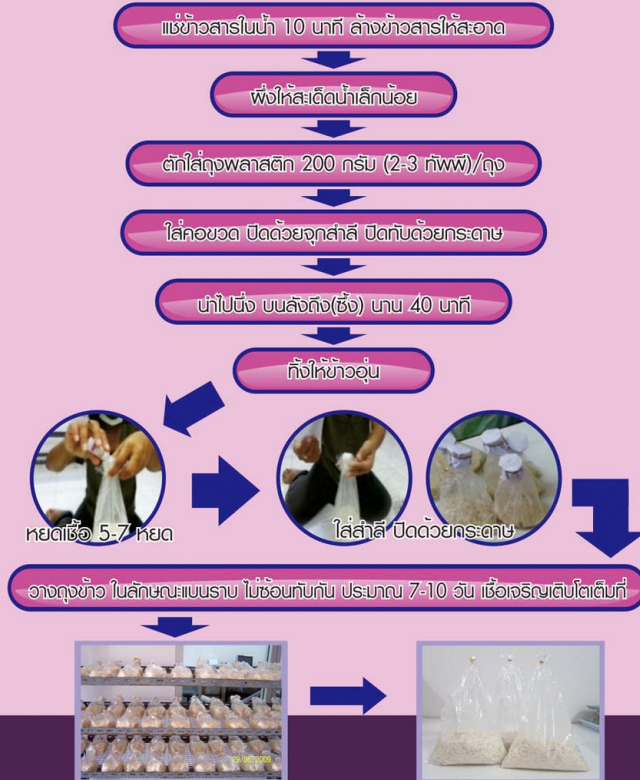 แช่ข้าวสารในน้ำ 10 นาที ล้างข้าวสารให้สะอาด
ผึ่งให้สะเด็ดน้ำเล็กน้อย
ตักใส่ถุงพลาสติก 200 กรัม (2-3 ทัพพี)/ถุง
ใส่คอขวด ปิดด้วยจุกสำลี ปิดทับด้วยกระดาษ
นำไปนึ่ง บนลังถึง(ซึ้ง) นาน 40 นาที
ทิ้งให้ข้าวอุ่น
หยดเชื้อ 5-7 หยด
ใส่สำลี ปิดด้วยกระดาษ
วางถุงข้าว ในลักษณะแบนราบ ไม่ซ้อนทับกัน ประมาณ 7-10 วัน เชื้อเจริญเติบโตเต็มที่
29/05/2009